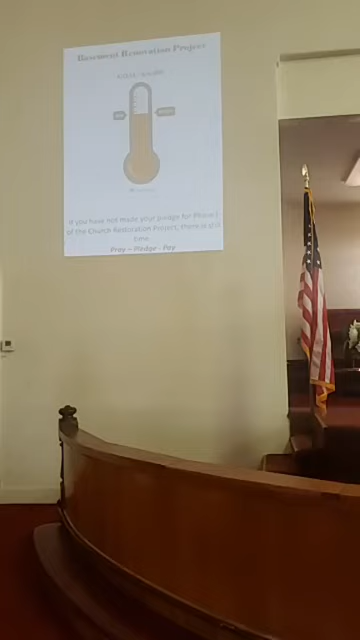 Basement Renovation Project
If you have not made your pledge for Phase I
of the Church Restoration Project, there is still
time.
Pray – Pledge - Pay